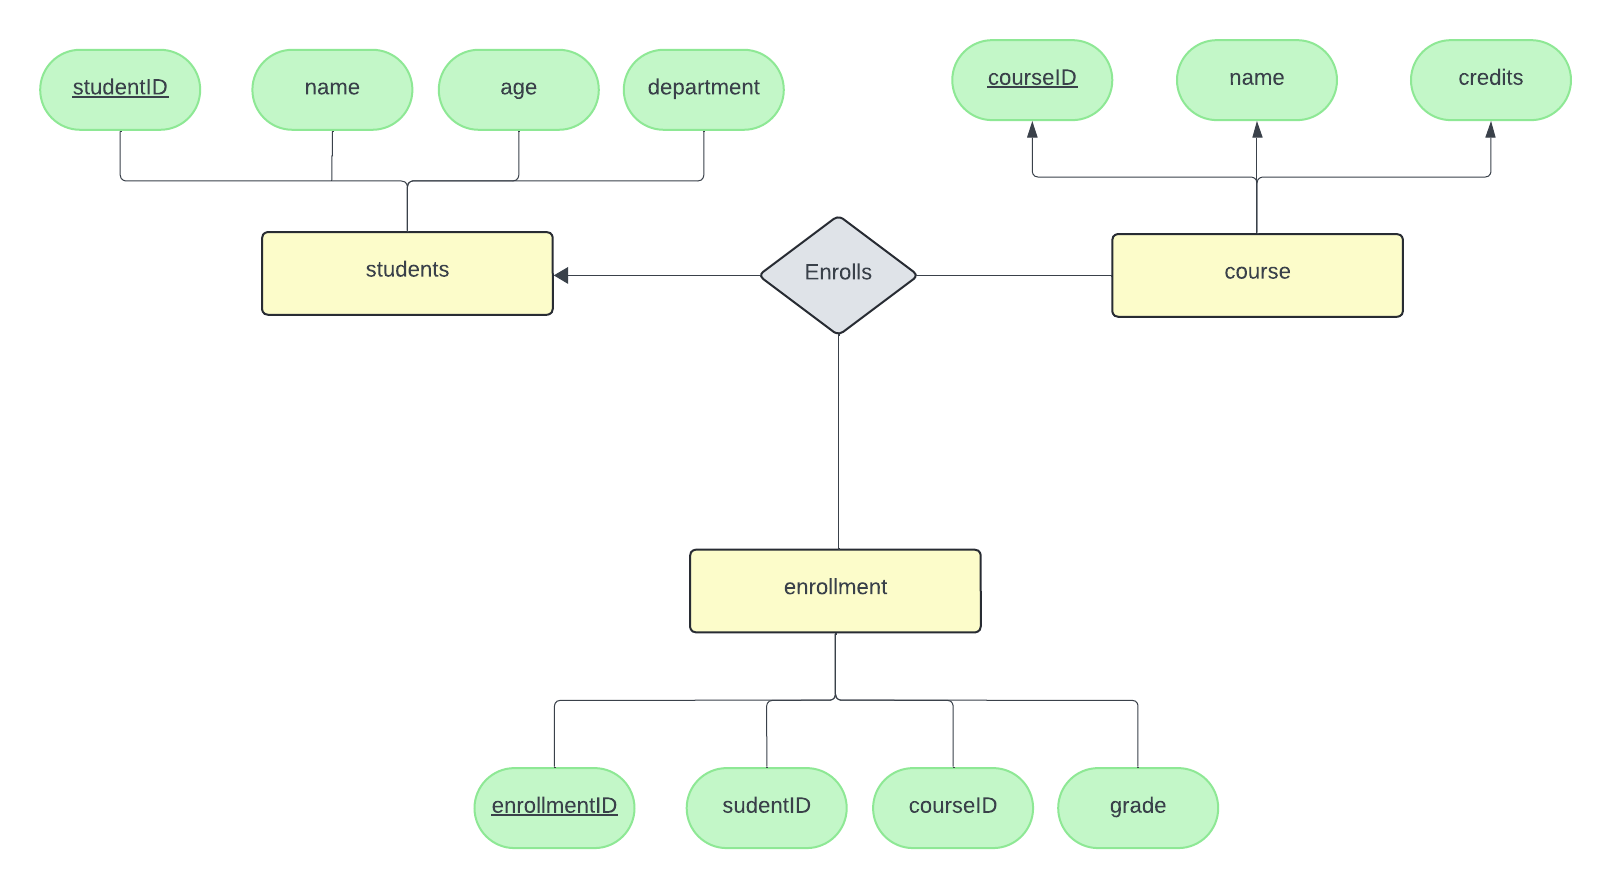 studentID
name
age
department
courseID
name
credits
students
Enrolls
course
enrollment
enrollmentID
sudentID
courseID
grade